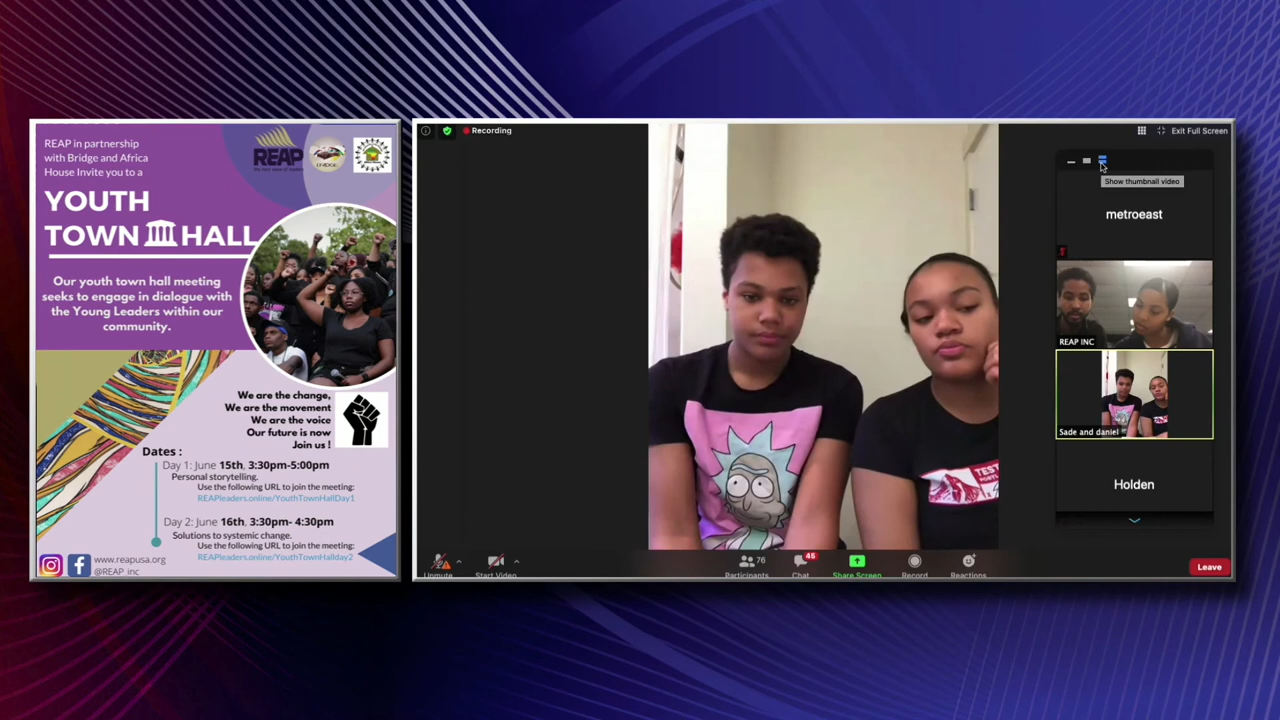 REAP in partnership
with Bridge and Africa
House Invite you to a
REAP
YOUTH
TOWN HALL
Our youth town hall meeting
seeks to engage in dialogue with
the Young Leaders within our
community.
We are the change,
We are the movement
We are the voice
Our future is now
Join us !
Dates :
Day 1: June 15th, 3:30pm-5:00pm
Personal storytelling.
Use the following URL to join the meeting:
REAPleaders.online/YouthTownHallDay1
Day 2: June 16th, 3:30pm- 4:30pm
Solutions to systemic change.
Use the following URL to join the meeting:
REAPleaders.online/YouthTownHallday2
www.reapusa.org
@REAP_inc
Recording
Exit Full Screen
Show thumbnail video
metroeast
REAP INC
Sade and daniel
Holden
TEST
Unmute
Start Video
76
Participants
45
Chat
Share Screen
Record
Reactions
Leave